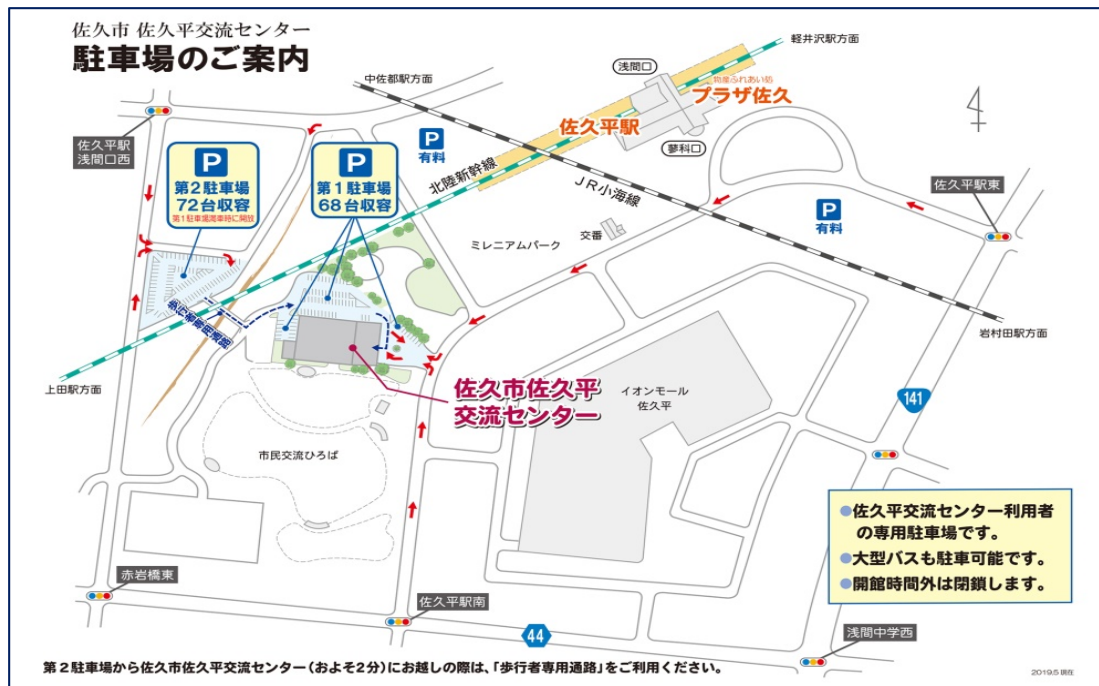 佐久市 佐久平交流センター
駐車場のご案内
軽井沢駅方面
浅間口
中佐都駅方面
物産ふれあい処
プラザ佐久
佐久平駅
蓼科口
佐久平駅
浅間口西
P
第2駐車場
72台収容
第1駐車場満車時に開放
P
第1駐車場
68台収容
P
有料
北陸新幹線
JR小海線
佐久平駅東
P
有料
交番
ミレニアムパーク
歩行者専用通路
岩村田駅方面
上田駅方面
佐久市佐久平
交流センター
イオンモール
佐久平
141
市民交流ひろば
●佐久平交流センター利用者
の専用駐車場です。
●大型バスも駐車可能です。
●開館時間外は閉鎖します。
赤岩橋東
佐久平駅南
44
浅間中学西
第2駐車場から佐久市佐久平交流センター(およそ2分)にお越しの際は、「歩行者専用通路」をご利用ください。
2019.5 現在